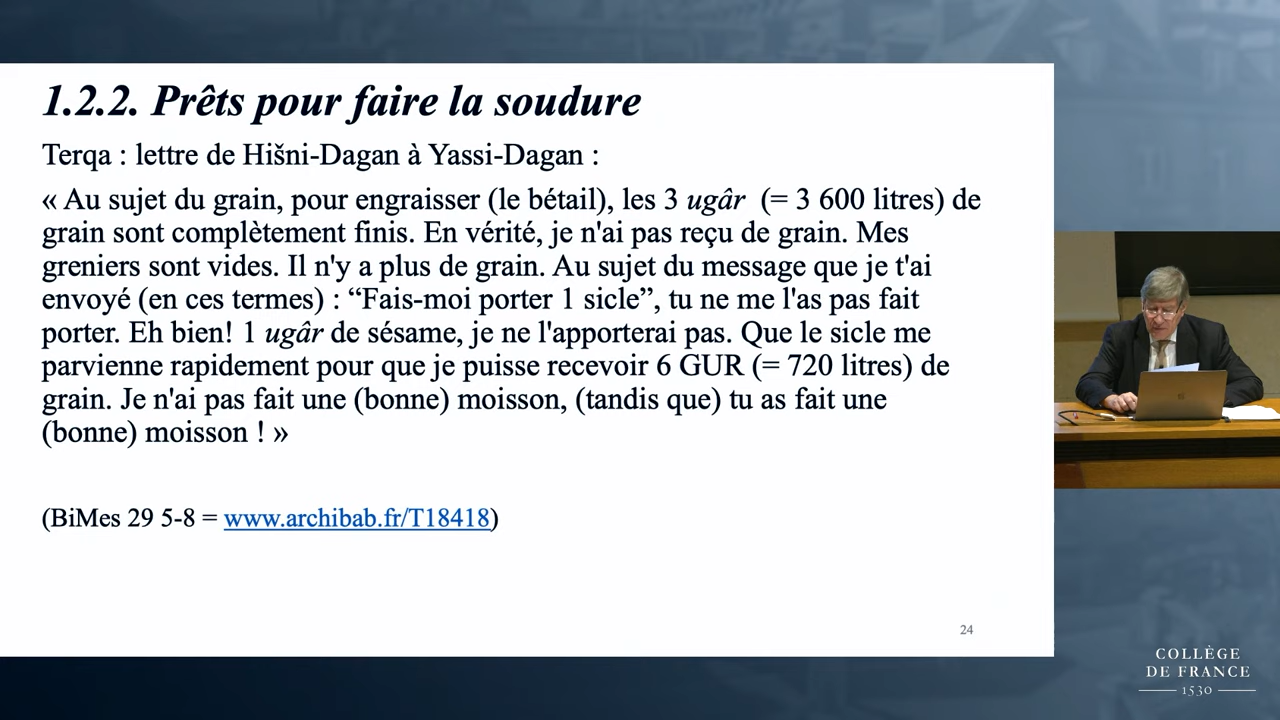 1.2.2. Prêts pour faire la soudure
Terqa : lettre de Hišni-Dagan à Yassi-Dagan :
« Au sujet du grain, pour engraisser (le bétail), les 3 ugâr (= 3 600 litres) de
grain sont complètement finis. En vérité, je n'ai pas reçu de grain. Mes
greniers sont vides. Il n'y a plus de grain. Au sujet du message que je t'ai
envoyé (en ces termes) : “Fais-moi porter 1 sicle”, tu ne me l'as pas fait
porter. Eh bien! 1 ugâr de sésame, je ne l'apporterai pas. Que le sicle me
parvienne rapidement pour que je puisse recevoir 6 GUR (= 720 litres) de
grain. Je n'ai pas fait une (bonne) moisson, (tandis que) tu as fait une
(bonne) moisson ! »
(BiMes 29 5-8 = www.archibab.fr/T18418)
24
COLLÈGE
DE FRANCE
1530